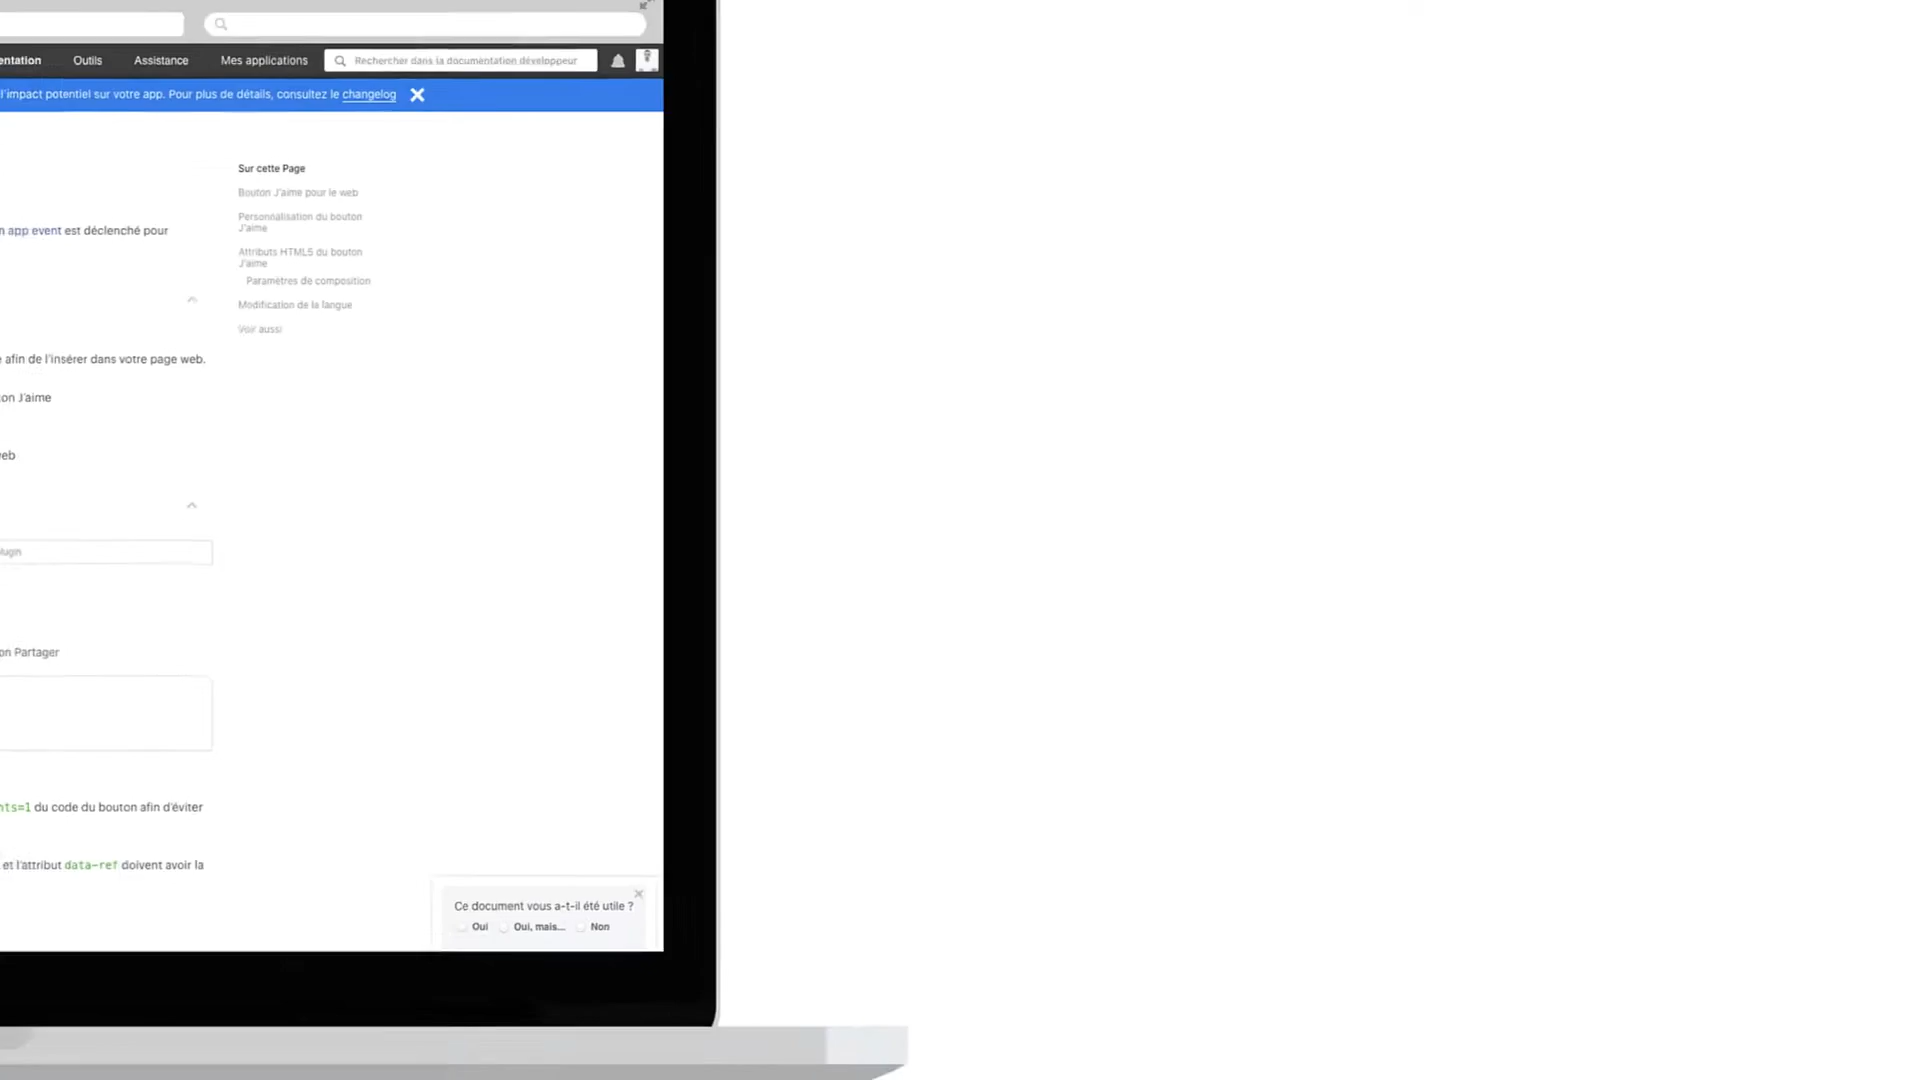 entation Outils Assistance Mes applications Rechercher dans la documentation développeur
l'impact potentiel sur votre app. Pour plus de détails, consultez le changelog
Sur cette Page
Bouton J'aime pour le web
Personnalisation du bouton
J'aime
n app event est déclenché pour
Attributs HTML5 du bouton
J'aime
Paramètres de composition
Modification de la langue
Voir aussi
e afin de l'insérer dans votre page web.
on J'aime
web
plugin
on Partager
nts=1 du code du bouton afin d'éviter
et l'attribut data-ref doivent avoir la
Ce document vous a-t-il été utile ?
Oui Oui, mais... Non